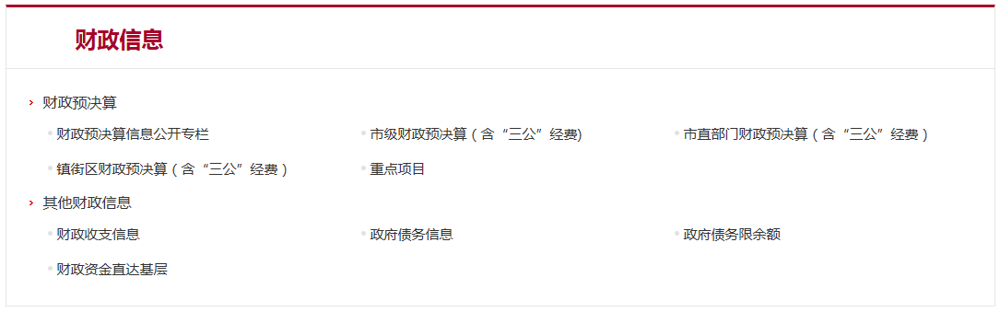 财政信息
财政预决算
财政预决算信息公开专栏 市级财政预决算（含“三公”经费) 市直部门财政预决算（含“三公”经费）
镇街区财政预决算（含“三公”经费） 重点项目
其他财政信息
财政收支信息 政府债务信息 政府债务限余额
财政资金直达基层